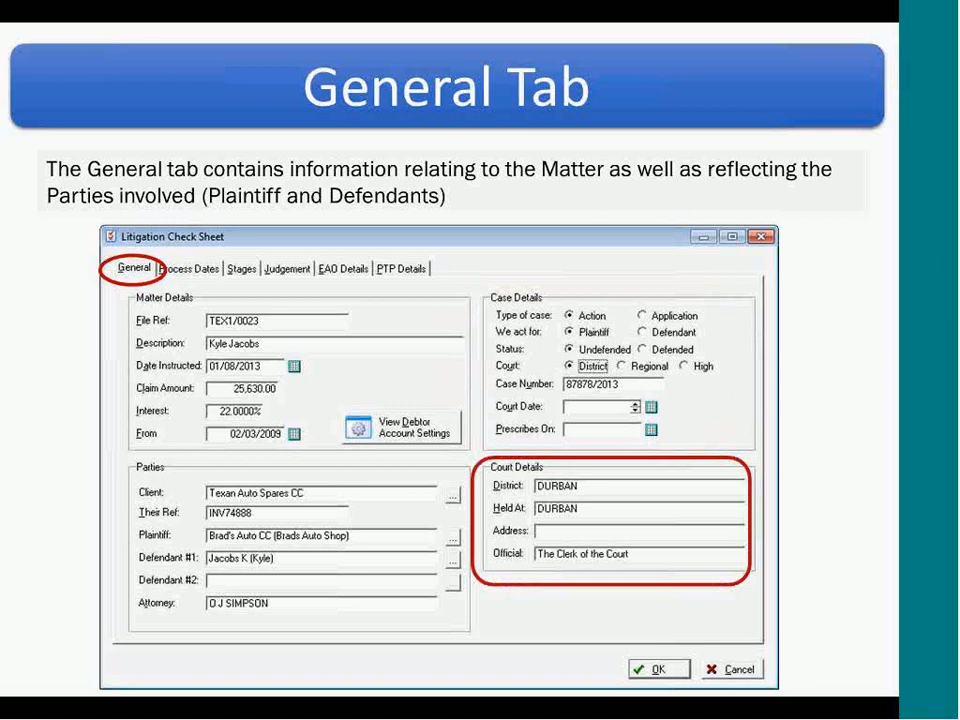 General Tab
The General tab contains information relating to the Matter as well as reflecting the
Parties involved (Plaintiff and Defendants)
Litigation Check Sheet
General Process Dates Stages Judgement EAO Details PTP Details
Matter Details
File Ref: TEX1/0023
Description: Kyle Jacobs
Date Instructed: 01/08/2013
Claim Amount: 25,630.00
Interest: 22.0000%
From 02/03/2009
View Debtor
Account Settings
Case Details
Type of case: Action Application
We act for: Plaintiff Defendant
Status: Undefended Defended
Court: District Regional High
Case Number: 87878/2013
Court Date:
Prescribes On:
Parties
Client: Texan Auto Spares CC ...
Their Ref: INV74888
Plaintiff: Brad's Auto CC (Brads Auto Shop) ...
Defendant #1: Jacobs K (Kyle) ...
Defendant #2:
Attorney: O J SIMPSON
Court Details
District: DURBAN
Held At: DURBAN
Address:
Official: The Clerk of the Court
OK Cancel